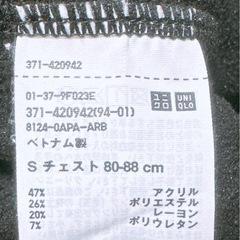 371-420942
01-37-9F023E
371-420942(94-01)
8124-0APA-ARB
ベトナム製
ユニクロ
UNIQLO
S チェスト 80-88 cm
47% アクリル
26% ポリエステル
20% レーヨン
7% ポリウレタン